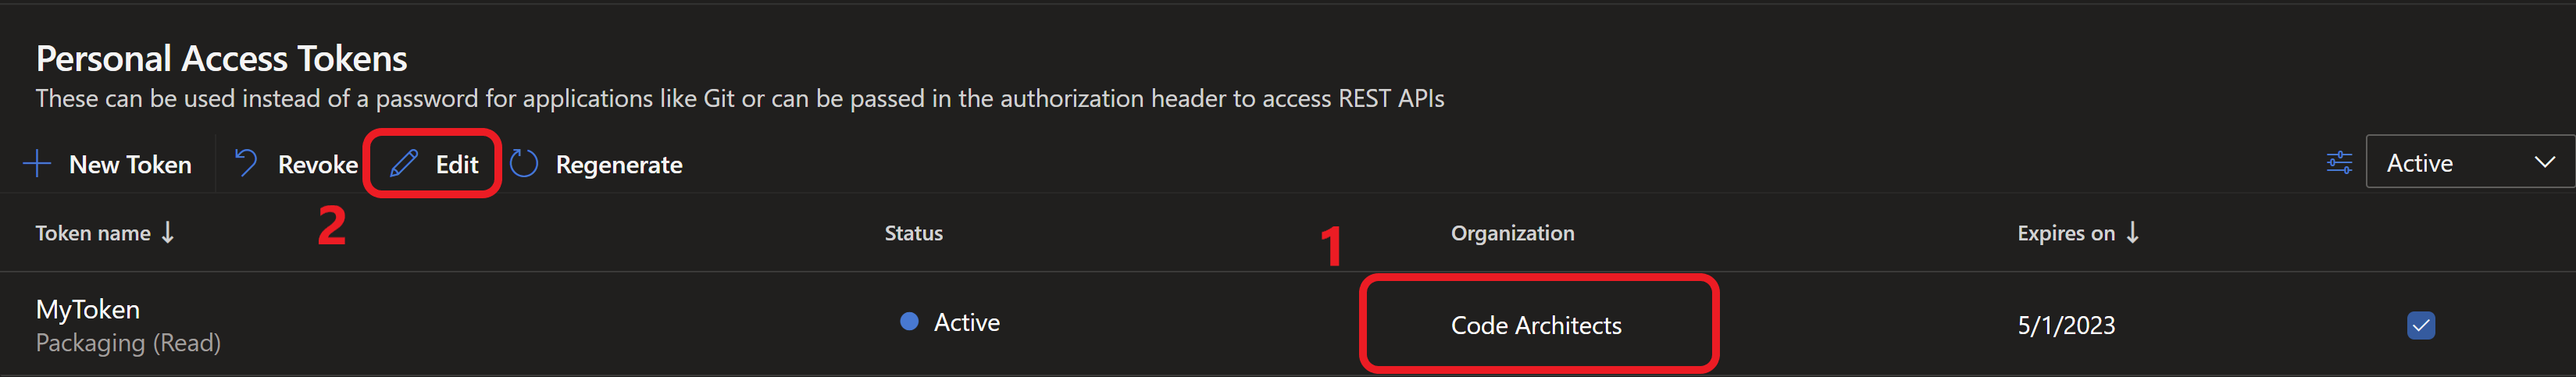 Personal Access Tokens
These can be used instead of a password for applications like Git or can be passed in the authorization header to access REST APIs
New Token Revoke Edit Regenerate Active
2
1
Token name Status Organization Expires on
MyToken
Packaging (Read)
Active Code Architects 5/1/2023